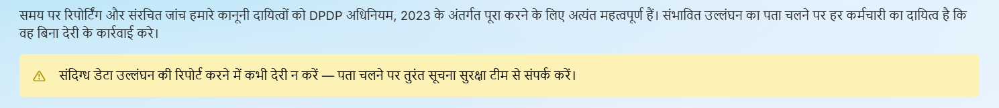 समय पर रिपोर्टिंग और संरचित जांच हमारे कानूनी दायित्वों को DPDP अधिनियम, 2023 के अंतर्गत पूरा करने के लिए अत्यंत महत्वपूर्ण हैं। संभावित उल्लंघन का पता चलने पर हर कर्मचारी का दायित्व है कि
वह बिना देरी के कार्रवाई करे।
संदिग्ध डेटा उल्लंघन की रिपोर्ट करने में कभी देरी न करें — पता चलने पर तुरंत सूचना सुरक्षा टीम से संपर्क करें।